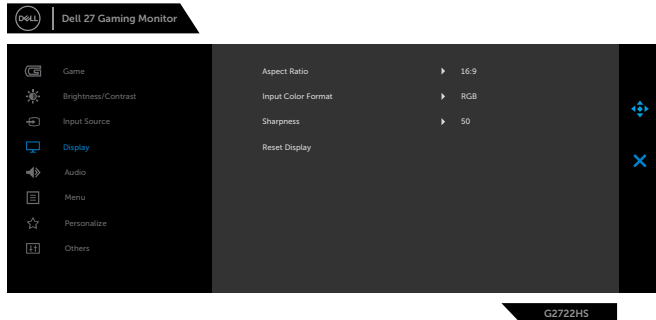 DELL Dell 27 Gaming Monitor
Game
Brightness/Contrast
Input Source
Display
Audio
Menu
Personalize
Others
Aspect Ratio 16:9
Input Color Format RGB
Sharpness 50
Reset Display
G2722HS